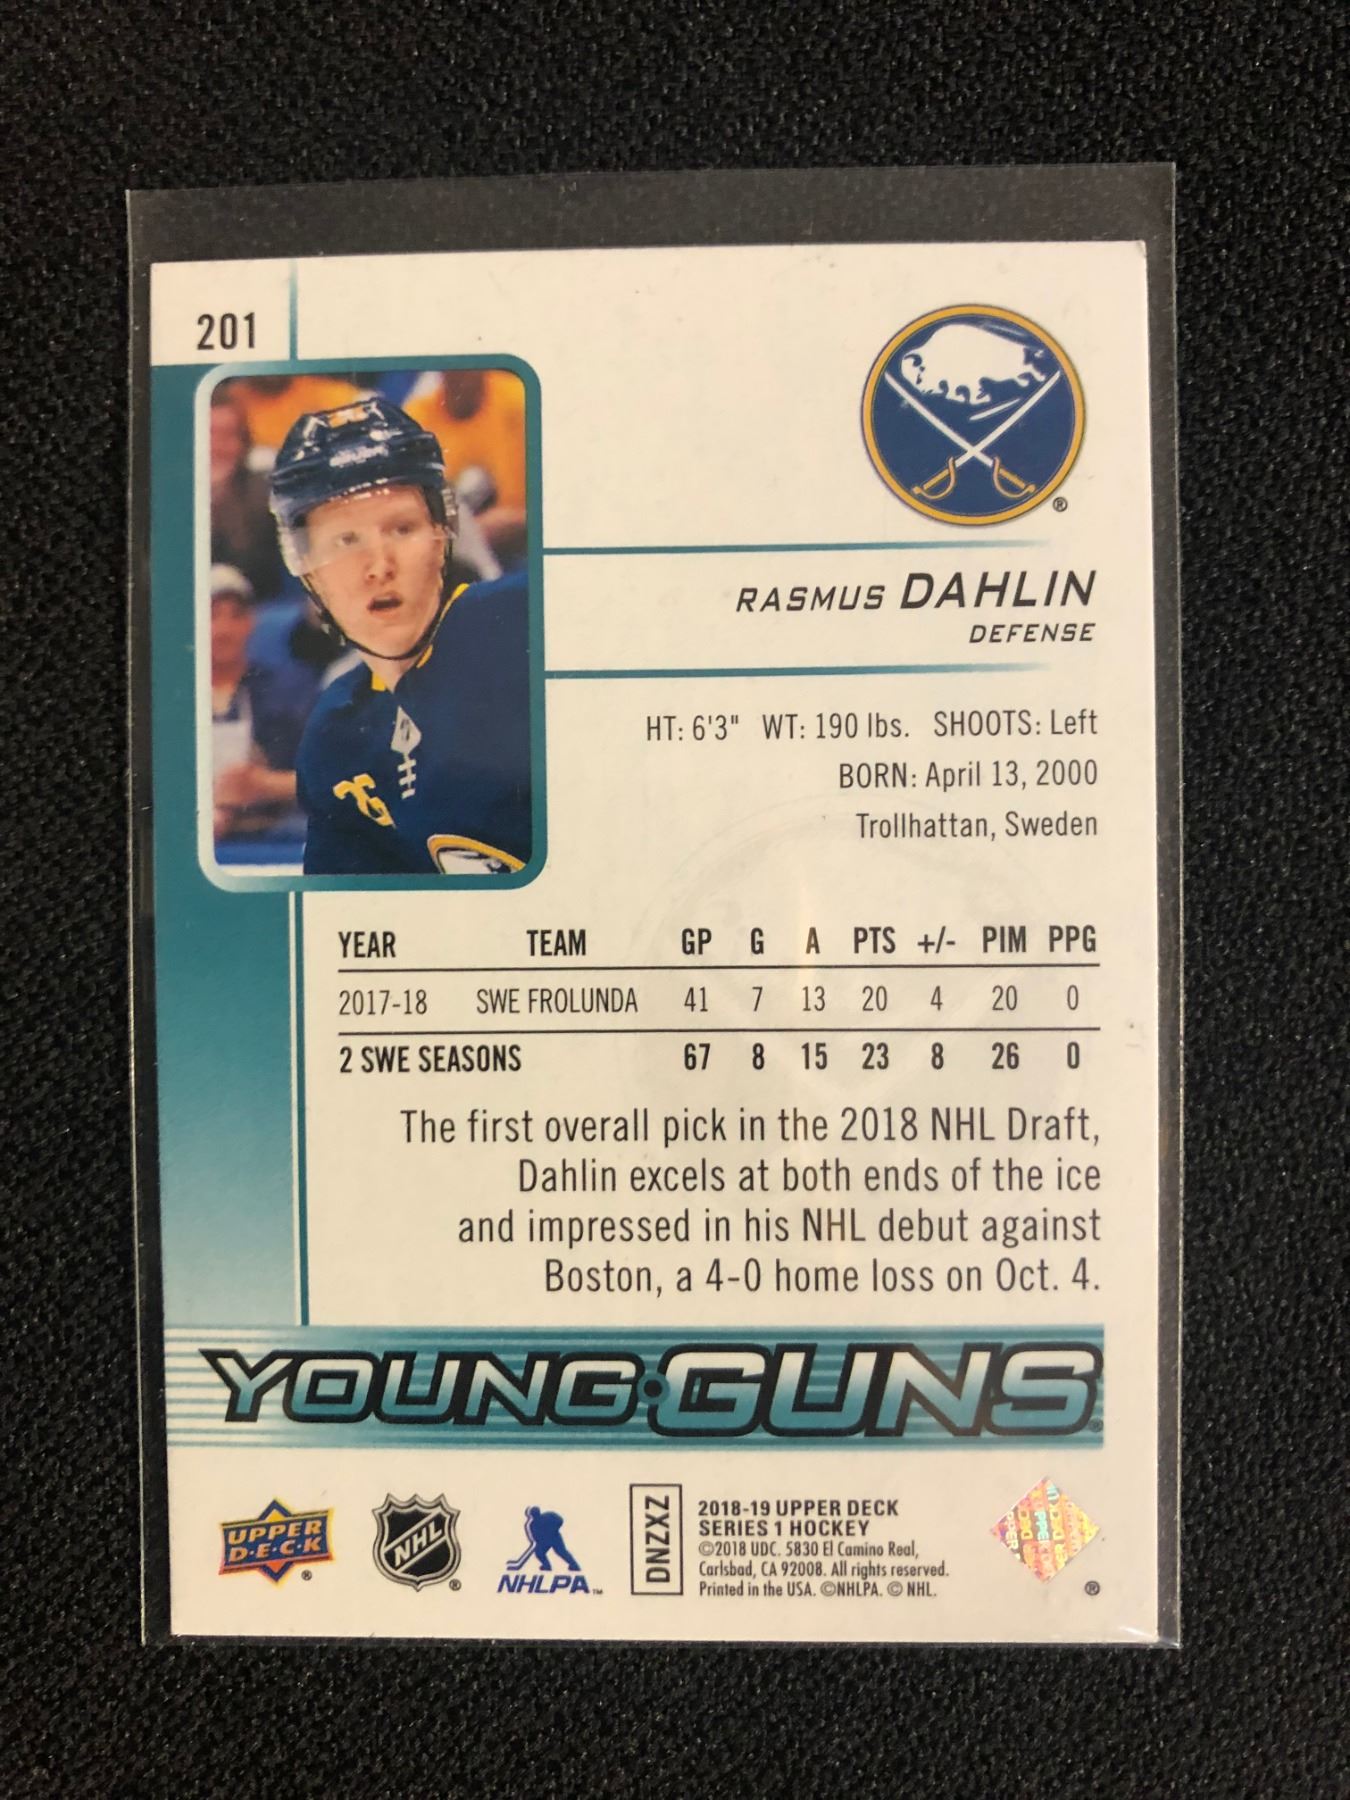 201
RASMUS DAHLIN
DEFENSE
HT: 6'3" WT: 190 lbs. SHOOTS: Left
BORN: April 13, 2000
Trollhattan, Sweden
YEAR TEAM GP G A PTS +/- PIM PPG
2017-18 SWE FROLUNDA 41 7 13 20 4 20 0
2 SWE SEASONS 67 8 15 23 8 26 0
The first overall pick in the 2018 NHL Draft,
Dahlin excels at both ends of the ice
and impressed in his NHL debut against
Boston, a 4-0 home loss on Oct. 4.
YOUNG·GUNS®
UPPER
D·E·C·K®
NHL®
NHLPA™
DNZXZ
2018-19 UPPER DECK
SERIES 1 HOCKEY
©2018 UDC. 5830 El Camino Real,
Carlsbad, CA 92008. All rights reserved.
Printed in the USA. ©NHLPA. © NHL.